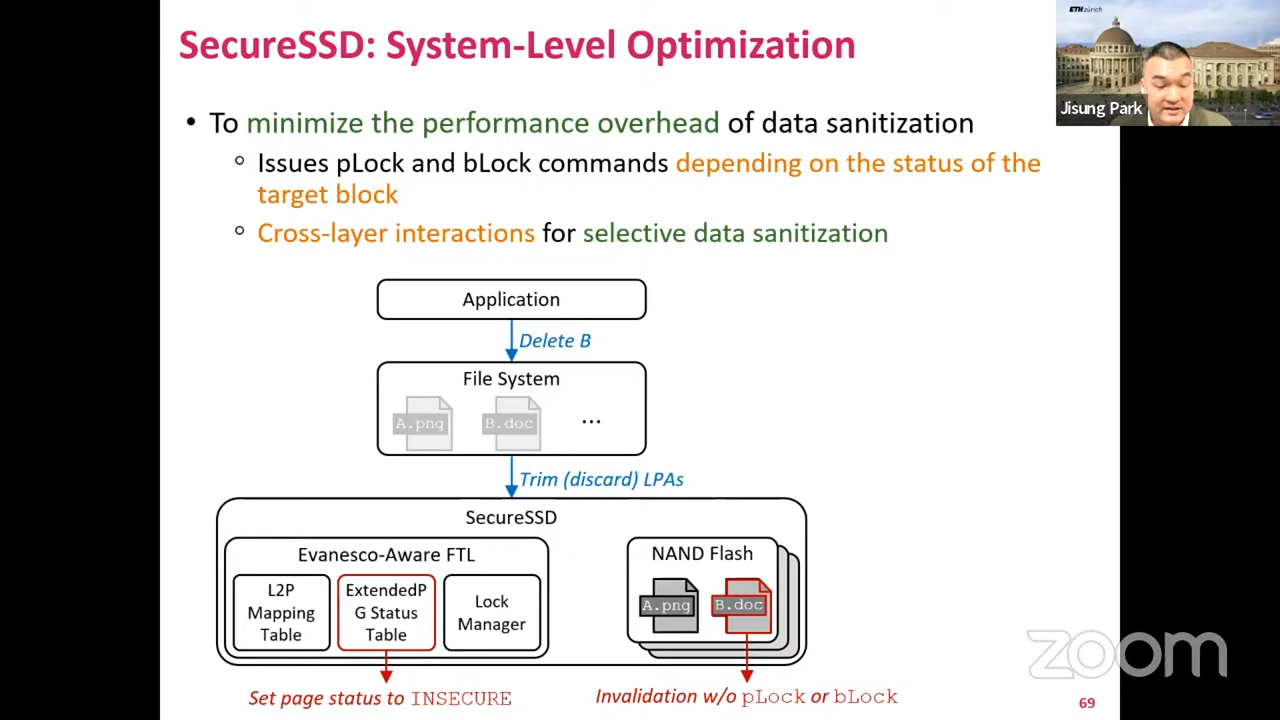 SecureSSD: System-Level Optimization
ETH zürich
Jisung Park
• To minimize the performance overhead of data sanitization
° Issues pLock and bLock commands depending on the status of the
target block
° Cross-layer interactions for selective data sanitization
Application
Delete B
File System
A.png
B.doc
...
Trim (discard) LPAs
SecureSSD
Evanesco-Aware FTL
L2P
Mapping
Table
ExtendedP
G Status
Table
Lock
Manager
NAND Flash
A.png
B.doc
Set page status to INSECURE
Invalidation w/o pLock or bLock
zoom
69